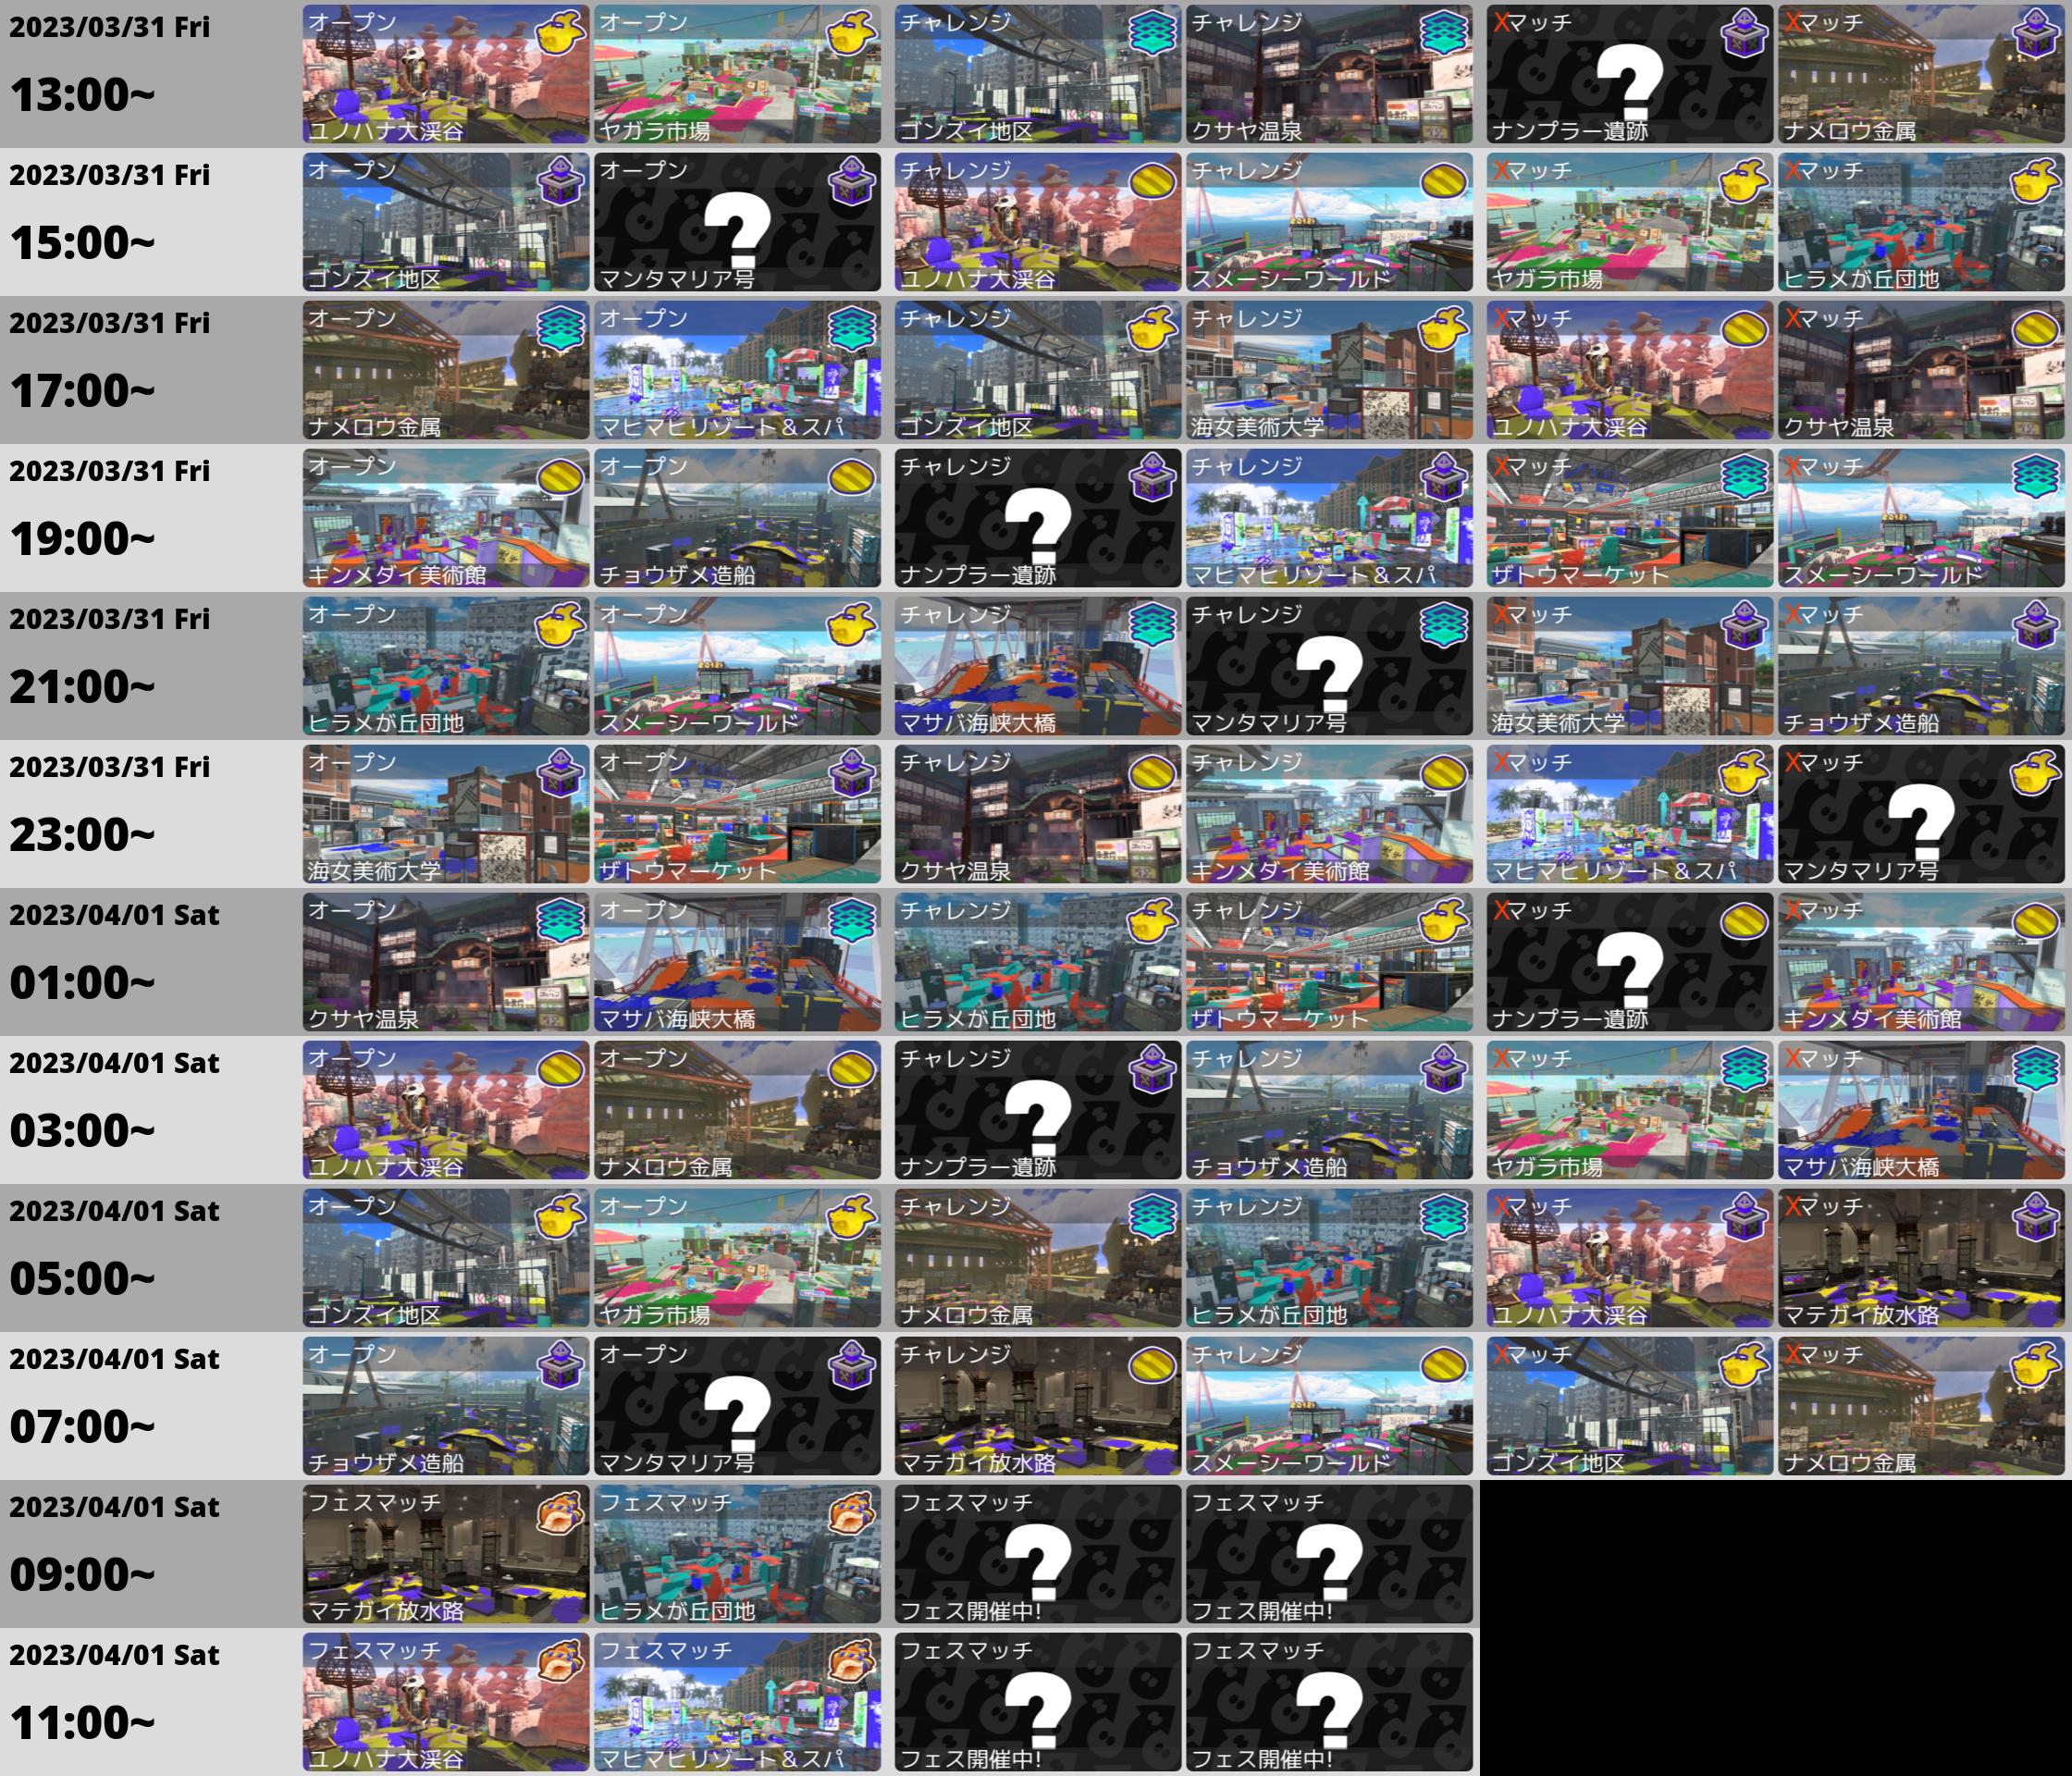 2023/03/31 Fri
13:00~
オープン
ユノハナ大渓谷
オープン
ヤガラ市場
チャレンジ
ゴンズイ地区
チャレンジ
クサヤ温泉
Xマッチ
ナンプラー遺跡
Xマッチ
ナメロウ金属
2023/03/31 Fri
15:00~
オープン
ゴンズイ地区
オープン
マンタマリア号
チャレンジ
ユノハナ大渓谷
チャレンジ
スメーシーワールド
Xマッチ
ヤガラ市場
Xマッチ
ヒラメが丘団地
2023/03/31 Fri
17:00~
オープン
ナメロウ金属
オープン
マヒマヒリゾート＆スパ
チャレンジ
ゴンズイ地区
チャレンジ
海女美術大学
Xマッチ
ユノハナ大渓谷
Xマッチ
クサヤ温泉
2023/03/31 Fri
19:00~
オープン
キンメダイ美術館
オープン
チョウザメ造船
チャレンジ
ナンプラー遺跡
チャレンジ
マヒマヒリゾート＆スパ
Xマッチ
ザトウマーケット
Xマッチ
スメーシーワールド
2023/03/31 Fri
21:00~
オープン
ヒラメが丘団地
オープン
スメーシーワールド
チャレンジ
マサバ海峡大橋
チャレンジ
マンタマリア号
Xマッチ
海女美術大学
Xマッチ
チョウザメ造船
2023/03/31 Fri
23:00~
オープン
海女美術大学
オープン
ザトウマーケット
チャレンジ
クサヤ温泉
チャレンジ
キンメダイ美術館
Xマッチ
マヒマヒリゾート＆スパ
Xマッチ
マンタマリア号
2023/04/01 Sat
01:00~
オープン
クサヤ温泉
オープン
マサバ海峡大橋
チャレンジ
ヒラメが丘団地
チャレンジ
ザトウマーケット
Xマッチ
ナンプラー遺跡
Xマッチ
キンメダイ美術館
2023/04/01 Sat
03:00~
オープン
ユノハナ大渓谷
オープン
ナメロウ金属
チャレンジ
ナンプラー遺跡
チャレンジ
チョウザメ造船
Xマッチ
ヤガラ市場
Xマッチ
マサバ海峡大橋
2023/04/01 Sat
05:00~
オープン
ゴンズイ地区
オープン
ヤガラ市場
チャレンジ
ナメロウ金属
チャレンジ
ヒラメが丘団地
Xマッチ
ユノハナ大渓谷
Xマッチ
マテガイ放水路
2023/04/01 Sat
07:00~
オープン
チョウザメ造船
オープン
マンタマリア号
チャレンジ
マテガイ放水路
チャレンジ
スメーシーワールド
Xマッチ
ゴンズイ地区
Xマッチ
ナメロウ金属
2023/04/01 Sat
09:00~
フェスマッチ
マテガイ放水路
フェスマッチ
ヒラメが丘団地
フェスマッチ
フェス開催中!
フェスマッチ
フェス開催中!
2023/04/01 Sat
11:00~
フェスマッチ
ユノハナ大渓谷
フェスマッチ
マヒマヒリゾート＆スパ
フェスマッチ
フェス開催中!
フェスマッチ
フェス開催中!